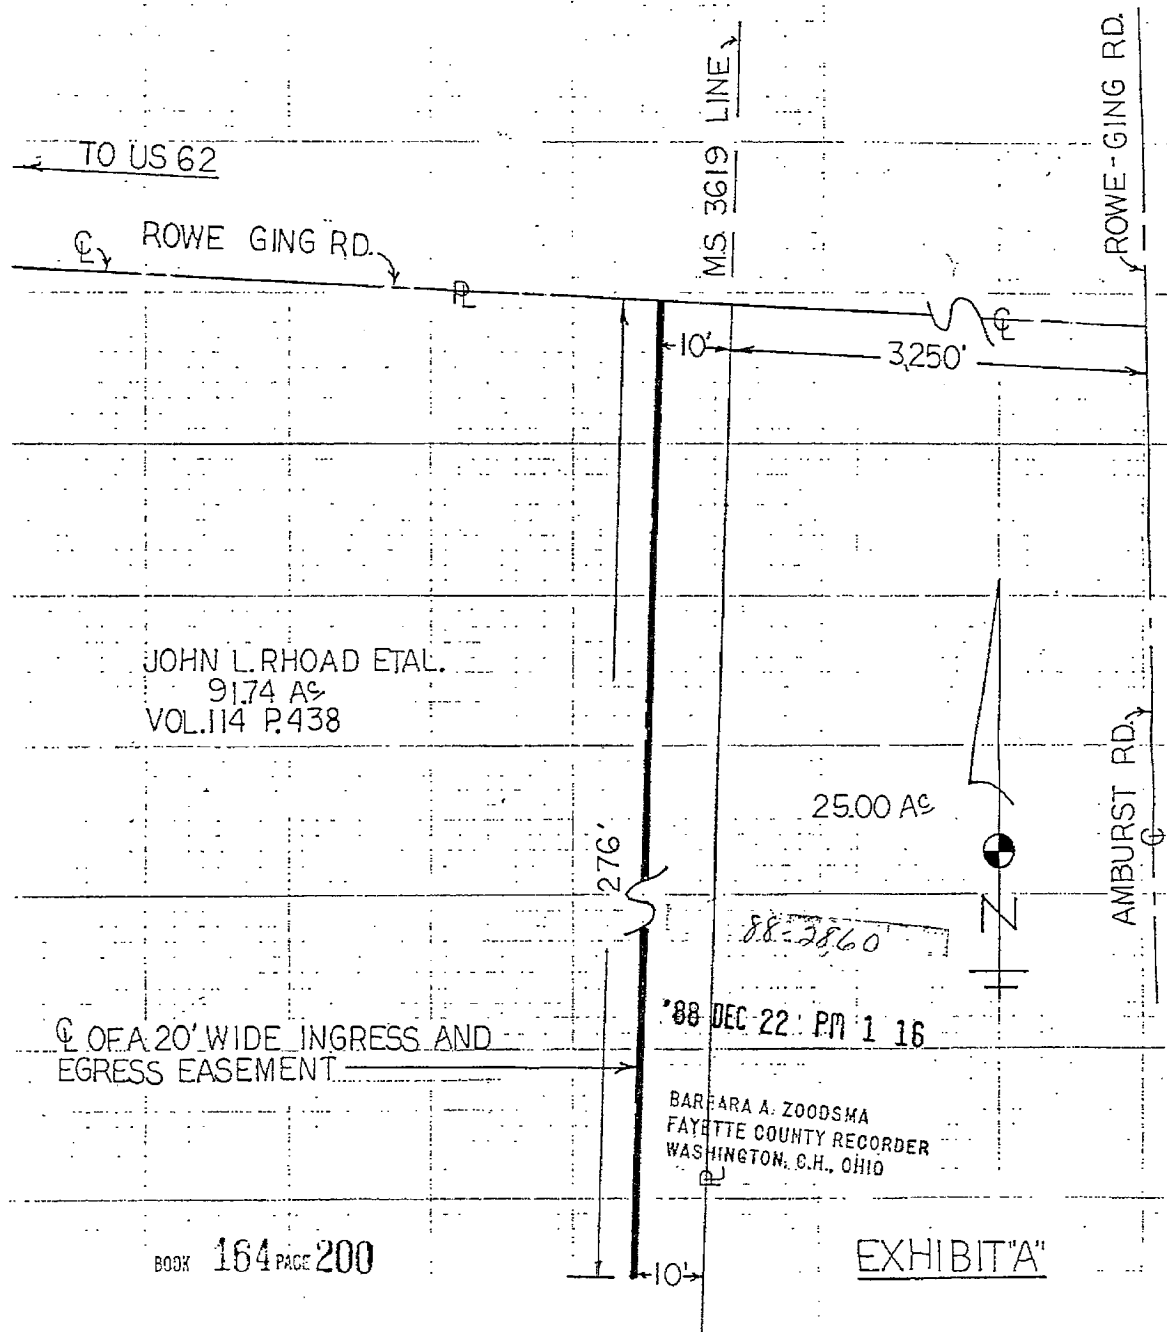 M.S. 3619 LINE
ROWE-GING RD.
TO US 62
℄ ROWE GING RD.
℄
℄
10'
3,250'
JOHN L. RHOAD ETAL.
91.74 Ac
VOL. 114 P. 438
25.00 Ac
276'
AMBURST RD.
℄
N
88-2860
'88 DEC 22 PM 1 16
℄ OF A 20' WIDE INGRESS AND
EGRESS EASEMENT
BARBARA A. ZOODSMA
FAYETTE COUNTY RECORDER
WASHINGTON, C.H., OHIO
℄
BOOK 164 PAGE 200
10'
EXHIBIT "A"